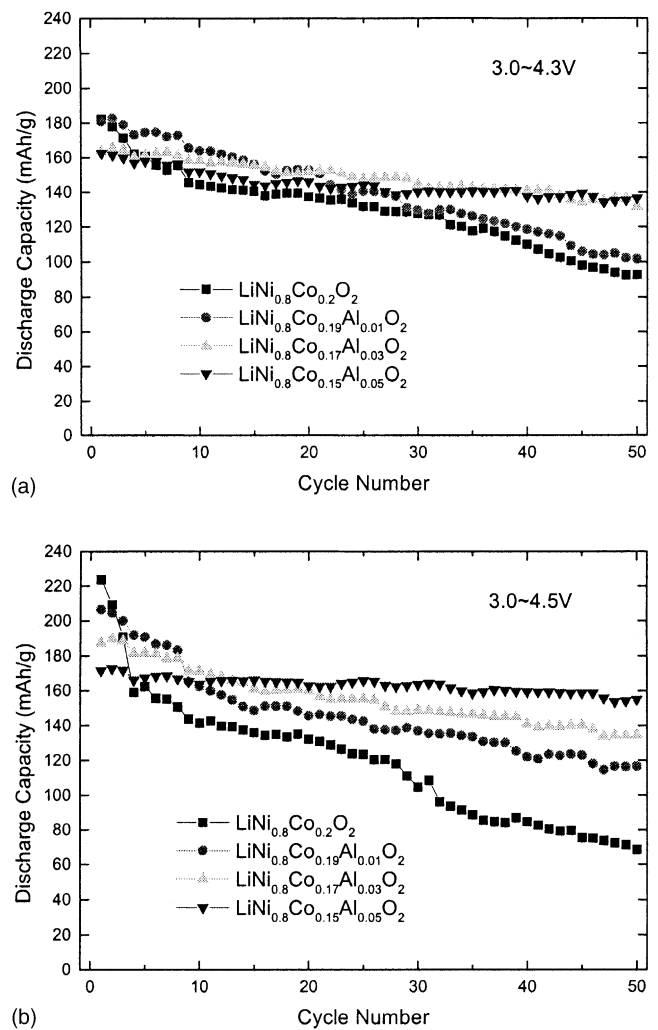 240
220
200
180
160
140
120
100
80
60
40
20
0
Discharge Capacity (mAh/g)
3.0~4.3V
LiNi0.8Co0.2O2
LiNi0.8Co0.19Al0.01O2
LiNi0.8Co0.17Al0.03O2
LiNi0.8Co0.15Al0.05O2
0 10 20 30 40 50
Cycle Number
(a)
240
220
200
180
160
140
120
100
80
60
40
20
0
Discharge Capacity (mAh/g)
3.0~4.5V
LiNi0.8Co0.2O2
LiNi0.8Co0.19Al0.01O2
LiNi0.8Co0.17Al0.03O2
LiNi0.8Co0.15Al0.05O2
0 10 20 30 40 50
Cycle Number
(b)